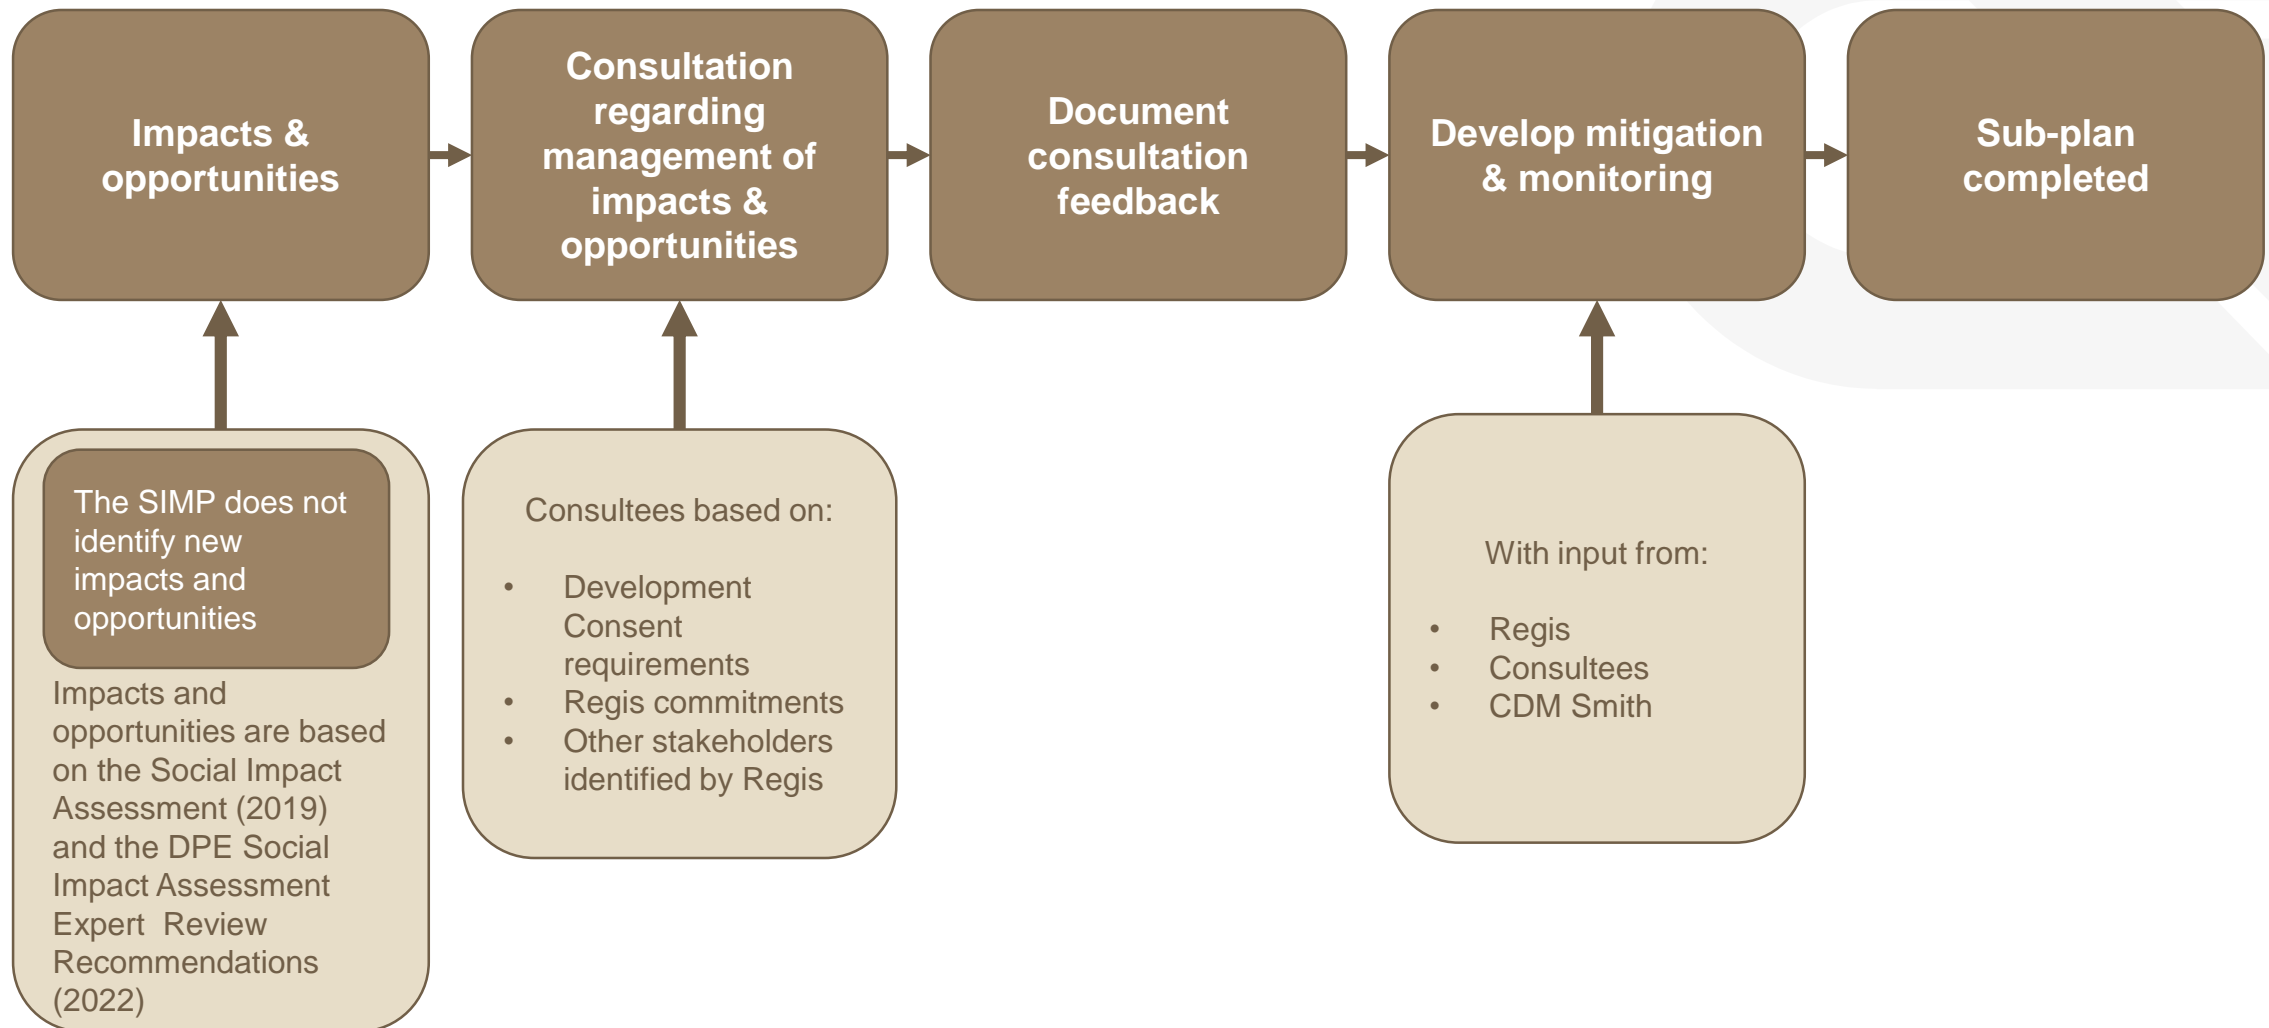 Impacts &
opportunities
Consultation
regarding
management of
impacts &
opportunities
Document
consultation
feedback
Develop mitigation
& monitoring
Sub-plan
completed
The SIMP does not
identify new
impacts and
opportunities
Impacts and
opportunities are based
on the Social Impact
Assessment (2019)
and the DPE Social
Impact Assessment
Expert  Review
Recommendations
(2022)
Consultees based on:
• Development
Consent
requirements
• Regis commitments
• Other stakeholders
identified by Regis
With input from:
• Regis
• Consultees
• CDM Smith